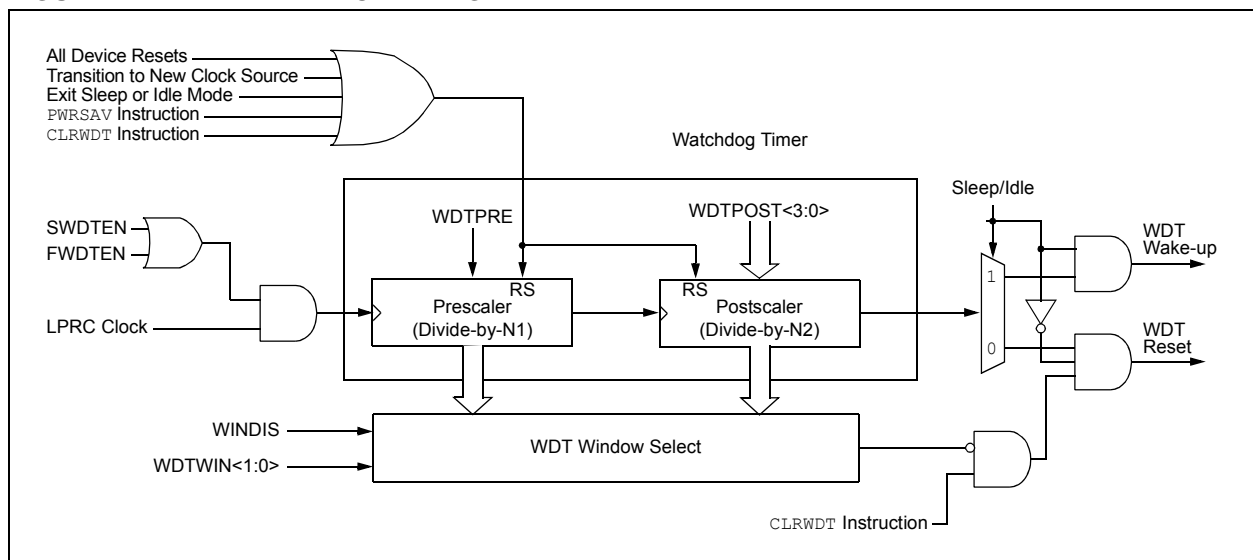 All Device Resets
Transition to New Clock Source
Exit Sleep or Idle Mode
PWRSAV Instruction
CLRWDT Instruction
Watchdog Timer
Sleep/Idle
SWDTEN
FWDTEN
WDTPRE
WDTPOST<3:0>
WDT
Wake-up
RS
RS
1
Prescaler
(Divide-by-N1)
Postscaler
(Divide-by-N2)
LPRC Clock
0
WDT
Reset
WINDIS
WDT Window Select
WDTWIN<1:0>
CLRWDT Instruction